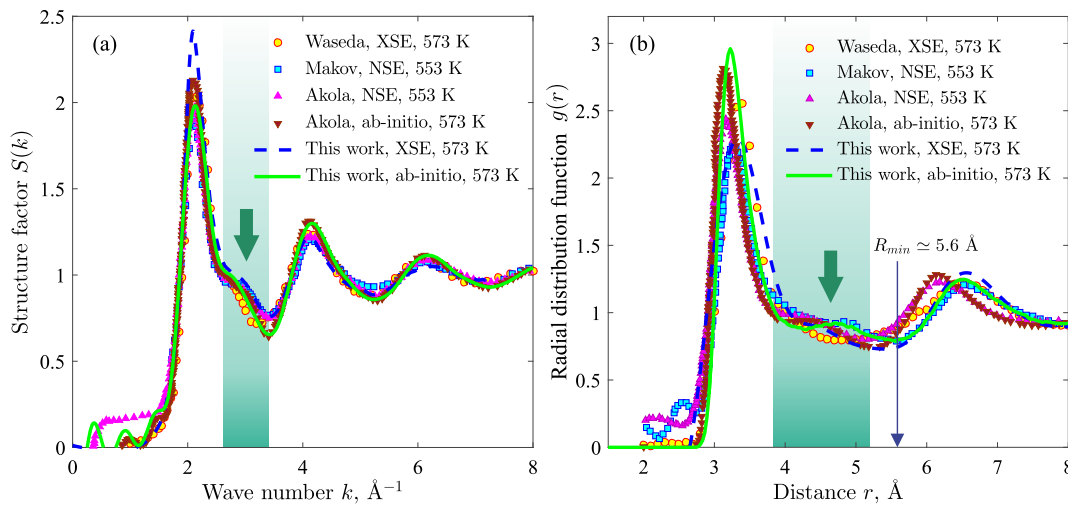 (a)
Waseda, XSE, 573 K
Makov, NSE, 553 K
Akola, NSE, 553 K
Akola, ab-initio, 573 K
This work, XSE, 573 K
This work, ab-initio, 573 K
Structure factor S(k)
2.5
2
1.5
1
0.5
0
0
2
4
6
8
Wave number k, Å⁻¹
(b)
Waseda, XSE, 573 K
Makov, NSE, 553 K
Akola, NSE, 553 K
Akola, ab-initio, 573 K
This work, XSE, 573 K
This work, ab-initio, 573 K
R_min ≃ 5.6 Å
Radial distribution function g(r)
3
2.5
2
1.5
1
0.5
0
2
3
4
5
6
7
8
Distance r, Å